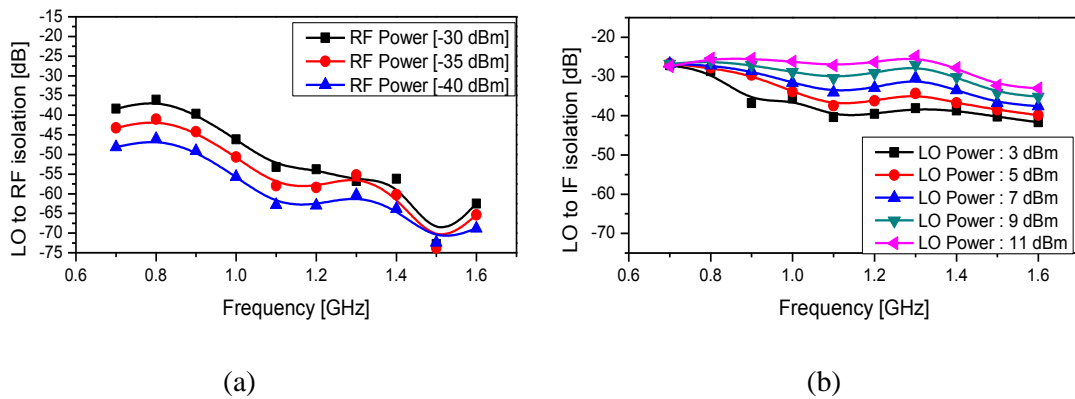 -15
-20
-25
-30
-35
-40
-45
-50
-55
-60
-65
-70
-75
LO to RF isolation [dB]
RF Power [-30 dBm]
RF Power [-35 dBm]
RF Power [-40 dBm]
0.6 0.8 1.0 1.2 1.4 1.6
Frequency [GHz]
(a)
-20
-30
-40
-50
-60
-70
LO to IF isolation [dB]
LO Power : 3 dBm
LO Power : 5 dBm
LO Power : 7 dBm
LO Power : 9 dBm
LO Power : 11 dBm
0.6 0.8 1.0 1.2 1.4 1.6
Frequency [GHz]
(b)